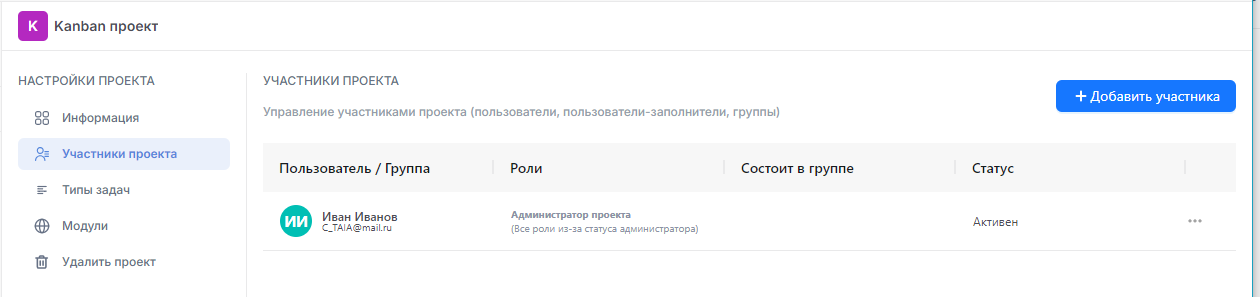 K Kanban проект
НАСТРОЙКИ ПРОЕКТА
Информация
Участники проекта
Типы задач
Модули
Удалить проект
УЧАСТНИКИ ПРОЕКТА
Управление участниками проекта (пользователи, пользователи-заполнители, группы)
+ Добавить участника
Пользователь / Группа Роли Состоит в группе Статус
ИИ Иван Иванов
C_TAIA@mail.ru
Администратор проекта
(Все роли из-за статуса администратора)
Активен